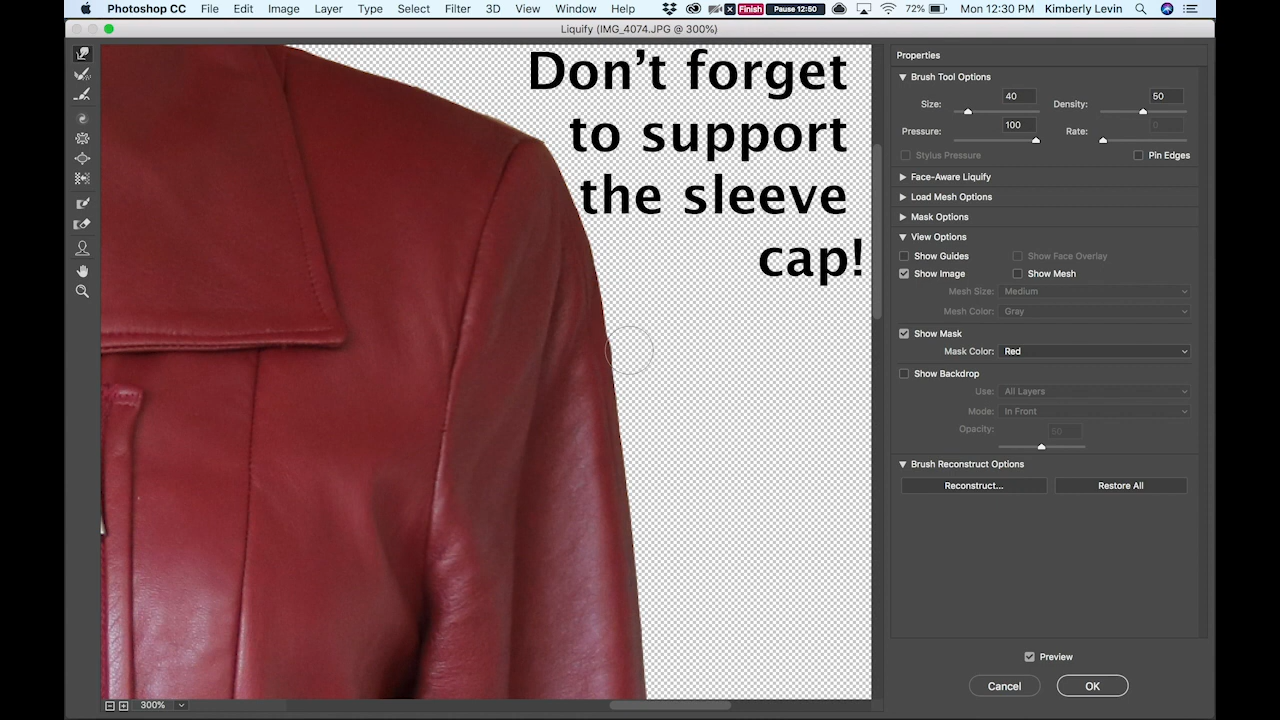 Photoshop CC File Edit Image Layer Type Select Filter 3D View Window Help Finish Pause 12:50 72% Mon 12:30 PM Kimberly Levin
Liquify (IMG_4074.JPG @ 300%)
Don't forget
to support
the sleeve
cap!
300%
Properties
Brush Tool Options
Size: 40 Density: 50
Pressure: 100 Rate: 0
Stylus Pressure Pin Edges
Face-Aware Liquify
Load Mesh Options
Mask Options
View Options
Show Guides Show Face Overlay
Show Image Show Mesh
Mesh Size: Medium
Mesh Color: Gray
Show Mask
Mask Color: Red
Show Backdrop
Use: All Layers
Mode: In Front
Opacity: 50
Brush Reconstruct Options
Reconstruct... Restore All
Preview
Cancel OK